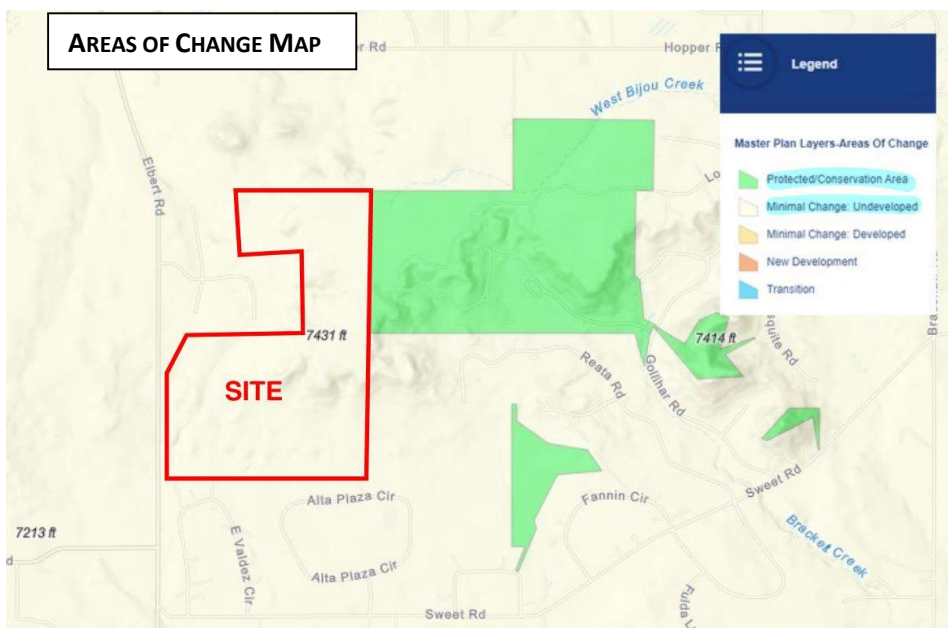 AREAS OF CHANGE MAP
Rd
Hopper
Legend
West Bijou Creek
Master Plan Layers-Areas Of Change
Protected/Conservation Area
Minimal Change: Undeveloped
Minimal Change: Developed
New Development
Transition
Elbert Rd
Lo
7431 ft
7414 ft
Reata Rd
Gollihar Rd
SITE
Sweet Rd
Alta Plaza Cir
Fannin Cir
7213 ft
E Valdez Cir
Bracket Creek
Alta Plaza Cir
Sweet Rd